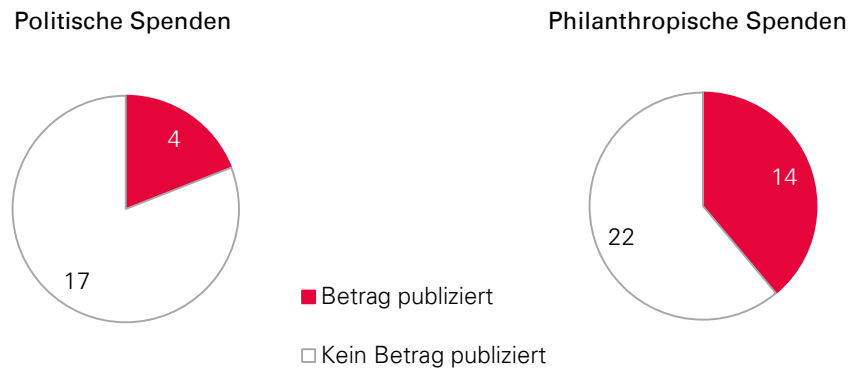 Politische Spenden
4
17
Philanthropische Spenden
14
22
Betrag publiziert
Kein Betrag publiziert